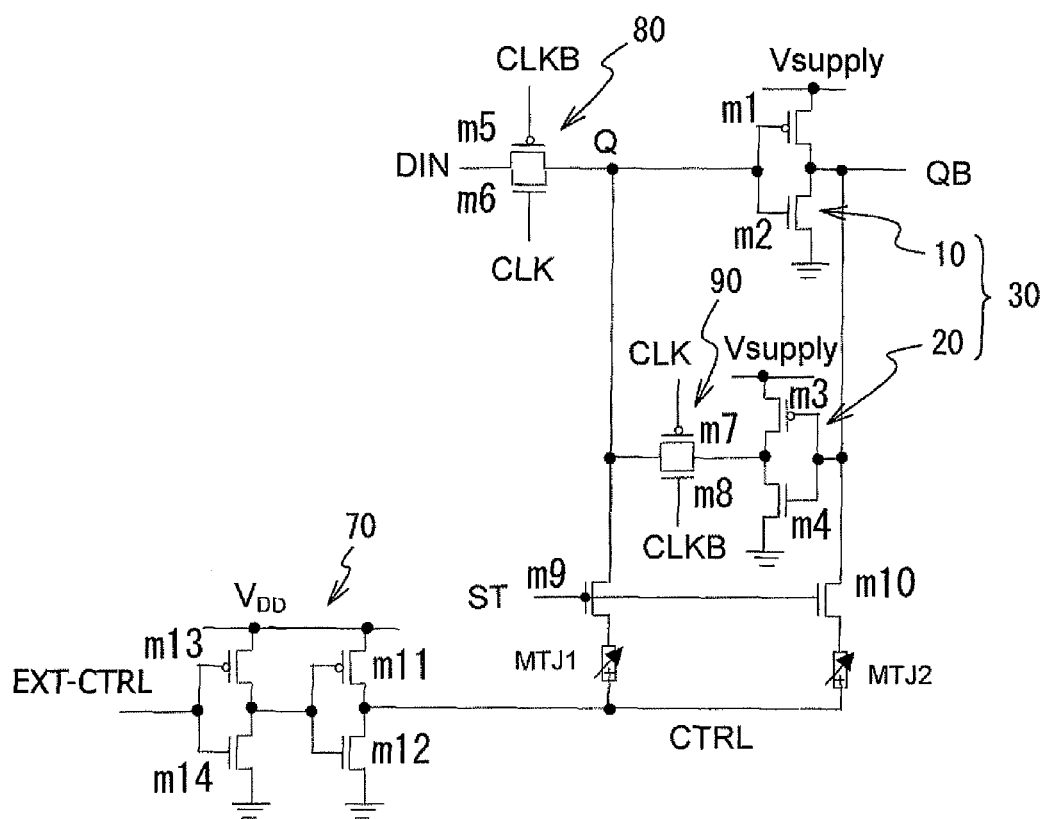 80
CLKB
Vsupply
m1
m5
Q
DIN
QB
m6
m2
10
CLK
90
30
20
CLK
Vsupply
m3
m7
m8
m4
70
CLKB
m9
m10
ST
VDD
m13
m11
MTJ1
MTJ2
EXT-CTRL
CTRL
m12
m14